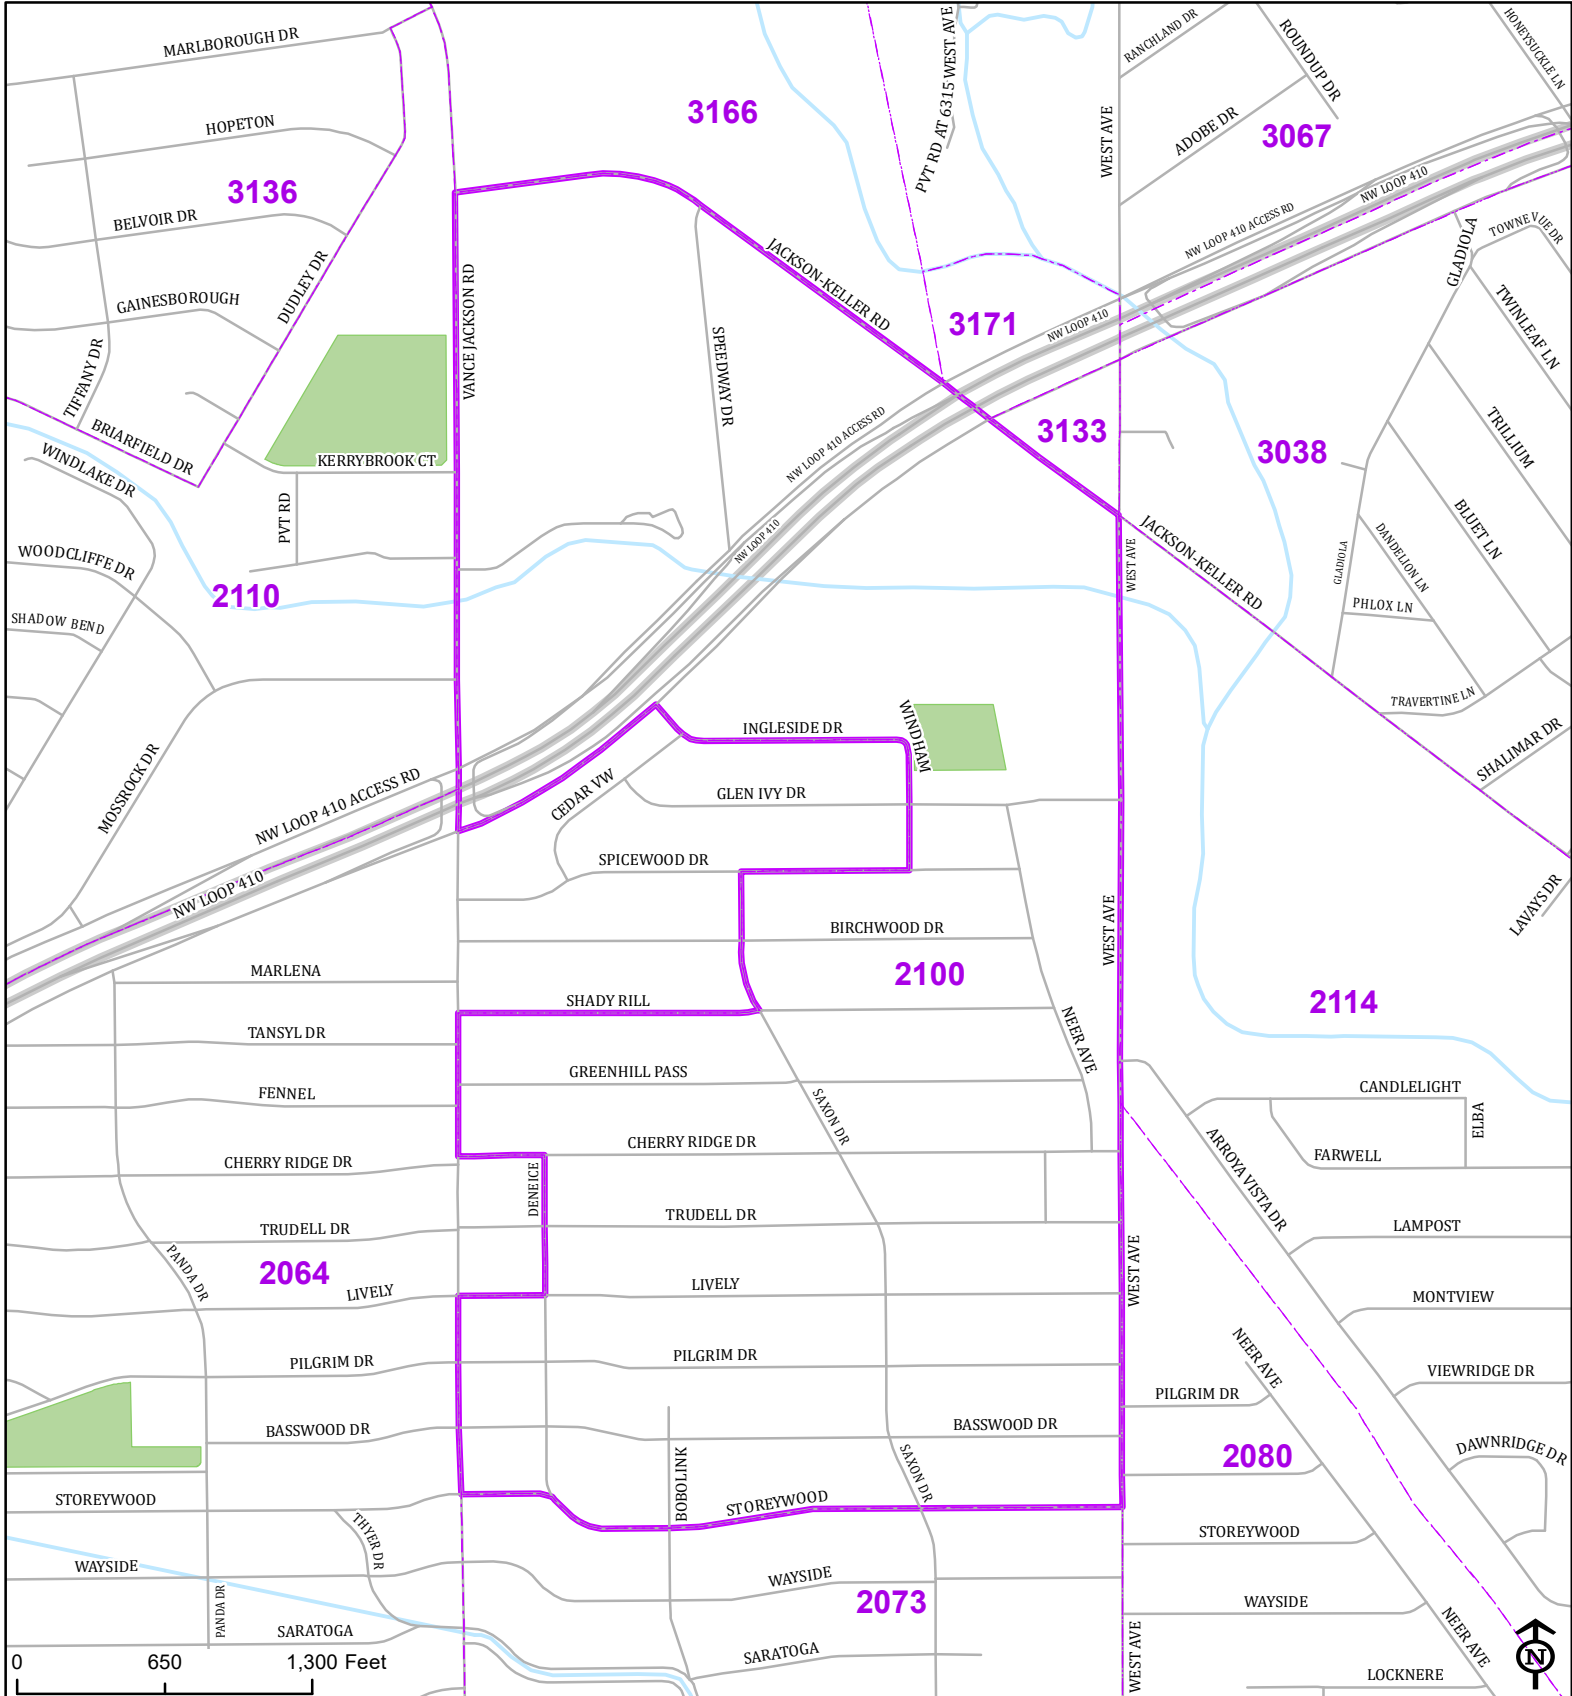 MARLBOROUGH DR
PVT RD AT 6315 WEST AVE
RANCHLAND DR
ROUNDUP DR
HONEYSUCKLE LN
3166
HOPETON
WEST AVE
ADOBE DR
3067
3136
NW LOOP 410
BELVOIR DR
NW LOOP 410 ACCESS RD
GLADIOLA
TOWNE VUE DR
DUDLEY DR
VANCE JACKSON RD
JACKSON-KELLER RD
GAINESBOROUGH
3171
NW LOOP 410
TWINLEAF LN
TIFFANY DR
SPEEDWAY DR
BRIARFIELD DR
NW LOOP 410 ACCESS RD
3133
3038
TRILLIUM
WINDLAKE DR
KERRYBROOK CT
PVT RD
NW LOOP 410
BLUET LN
WOODCLIFFE DR
WEST AVE
JACKSON-KELLER RD
GLADIOLA
DANDELION LN
2110
PHLOX LN
SHADOW BEND
TRAVERTINE LN
WINDHAM
INGLESIDE DR
SHALIMAR DR
MOSSROCK DR
NW LOOP 410 ACCESS RD
CEDAR VW
GLEN IVY DR
SPICEWOOD DR
NW LOOP 410
LAVAYS DR
BIRCHWOOD DR
WEST AVE
MARLENA
2100
SHADY RILL
2114
TANSYL DR
NEER AVE
GREENHILL PASS
FENNEL
SAXON DR
CANDLELIGHT
ELBA
CHERRY RIDGE DR
CHERRY RIDGE DR
ARROYA VISTA DR
FARWELL
DENEICE
TRUDELL DR
TRUDELL DR
LAMPOST
PANDA DR
2064
WEST AVE
LIVELY
LIVELY
MONTVIEW
PILGRIM DR
PILGRIM DR
NEER AVE
VIEWRIDGE DR
PILGRIM DR
BASSWOOD DR
BASSWOOD DR
2080
DAWNRIDGE DR
BOBOLINK
SAXON DR
STOREYWOOD
STOREYWOOD
STOREYWOOD
THYER DR
WAYSIDE
WAYSIDE
2073
WAYSIDE
PANDA DR
SARATOGA
SARATOGA
WEST AVE
NEER AVE
LOCKNERE
N
0 650 1,300 Feet